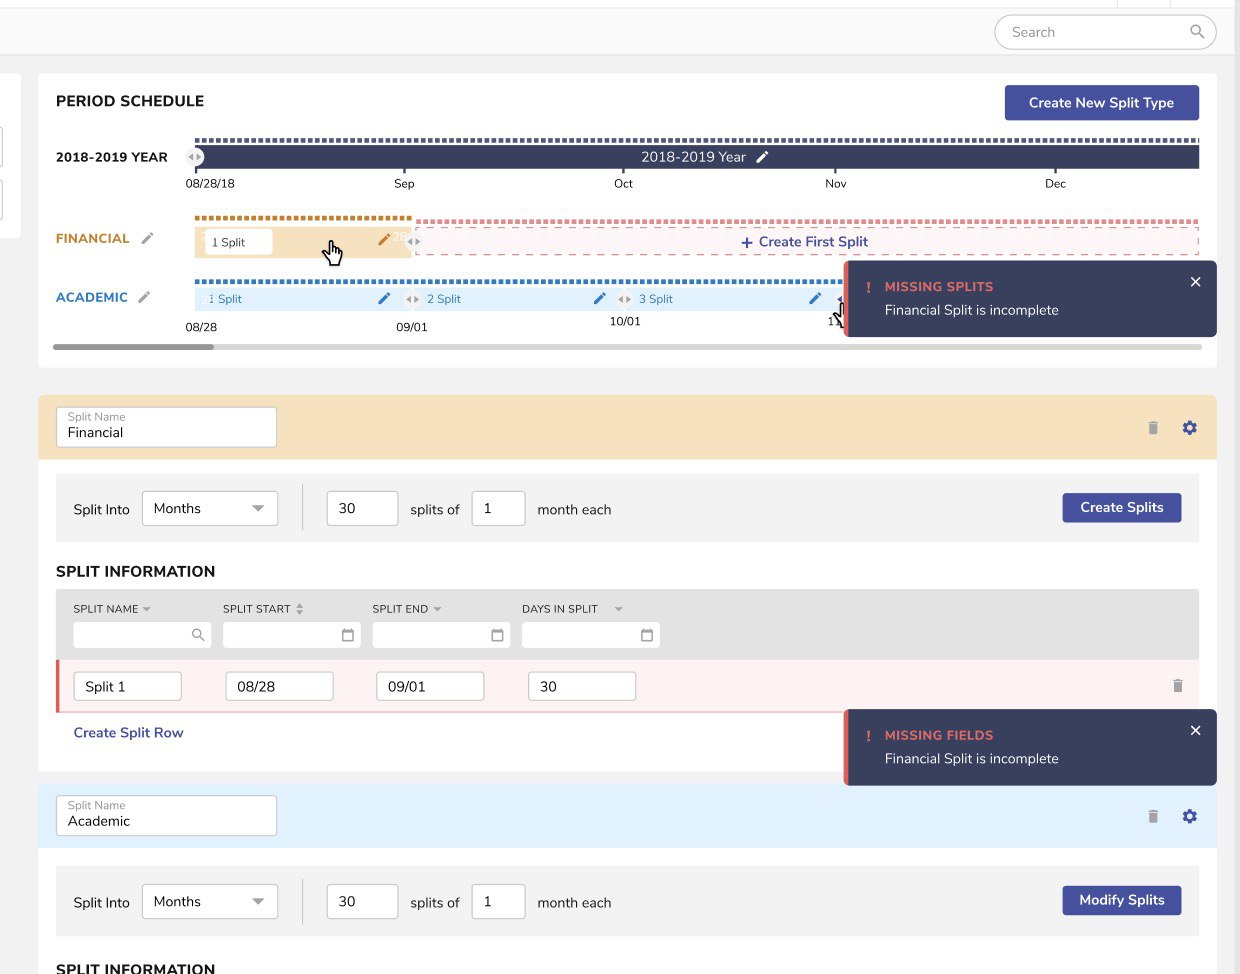 Search
PERIOD SCHEDULE
Create New Split Type
2018-2019 YEAR
2018-2019 Year
08/28/18 Sep Oct Nov Dec
FINANCIAL
1 Split
28
+ Create First Split
ACADEMIC
1 Split 2 Split 3 Split
08/28 09/01 10/01
! MISSING SPLITS
Financial Split is incomplete
Split Name
Financial
Split Into Months 30 splits of 1 month each
Create Splits
SPLIT INFORMATION
SPLIT NAME SPLIT START SPLIT END DAYS IN SPLIT
Split 1 08/28 09/01 30
Create Split Row
! MISSING FIELDS
Financial Split is incomplete
Split Name
Academic
Split Into Months 30 splits of 1 month each
Modify Splits
SPLIT INFORMATION